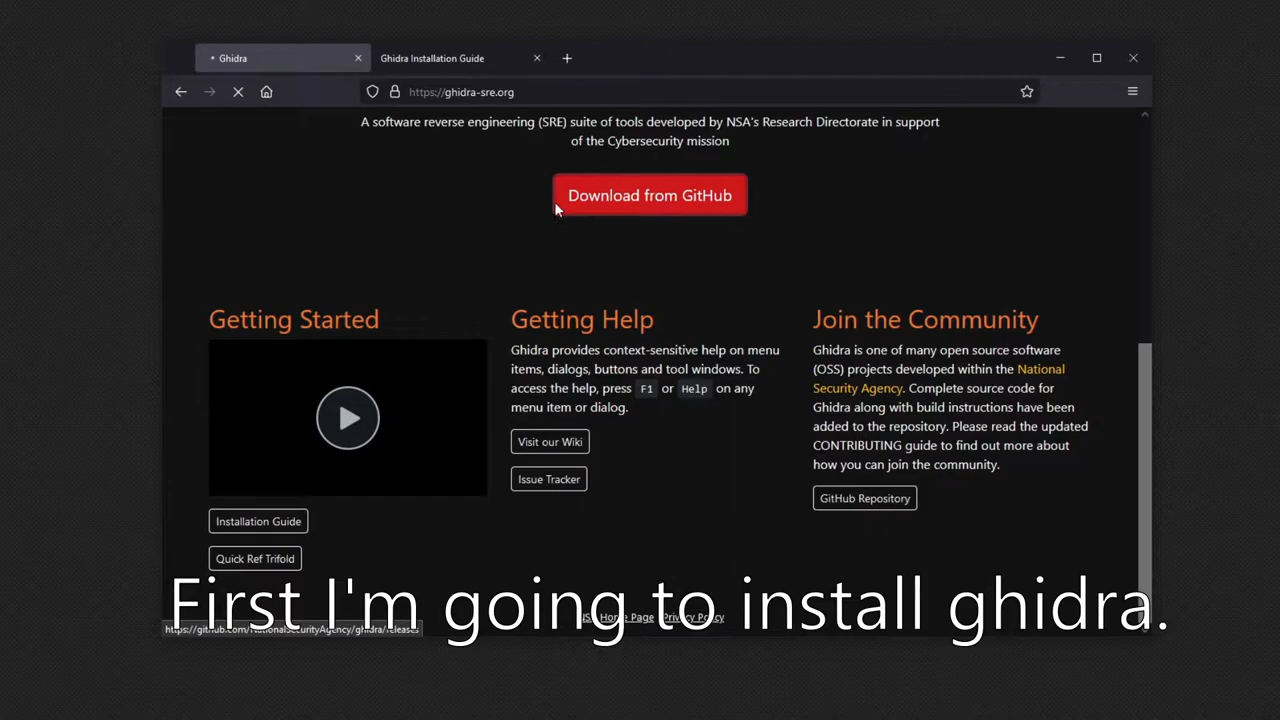 Ghidra
Ghidra Installation Guide
https://ghidra-sre.org
A software reverse engineering (SRE) suite of tools developed by NSA's Research Directorate in support
of the Cybersecurity mission
Download from GitHub
Getting Started
Installation Guide
Quick Ref Trifold
Getting Help
Ghidra provides context-sensitive help on menu
items, dialogs, buttons and tool windows. To
access the help, press F1 or Help on any
menu item or dialog.
Visit our Wiki
Issue Tracker
Join the Community
Ghidra is one of many open source software
(OSS) projects developed within the National
Security Agency. Complete source code for
Ghidra along with build instructions have been
added to the repository. Please read the updated
CONTRIBUTING guide to find out more about
how you can join the community.
GitHub Repository
First I'm going to install ghidra.
Home Page Privacy Policy
https://github.com/NationalSecurityAgency/ghidra/releases